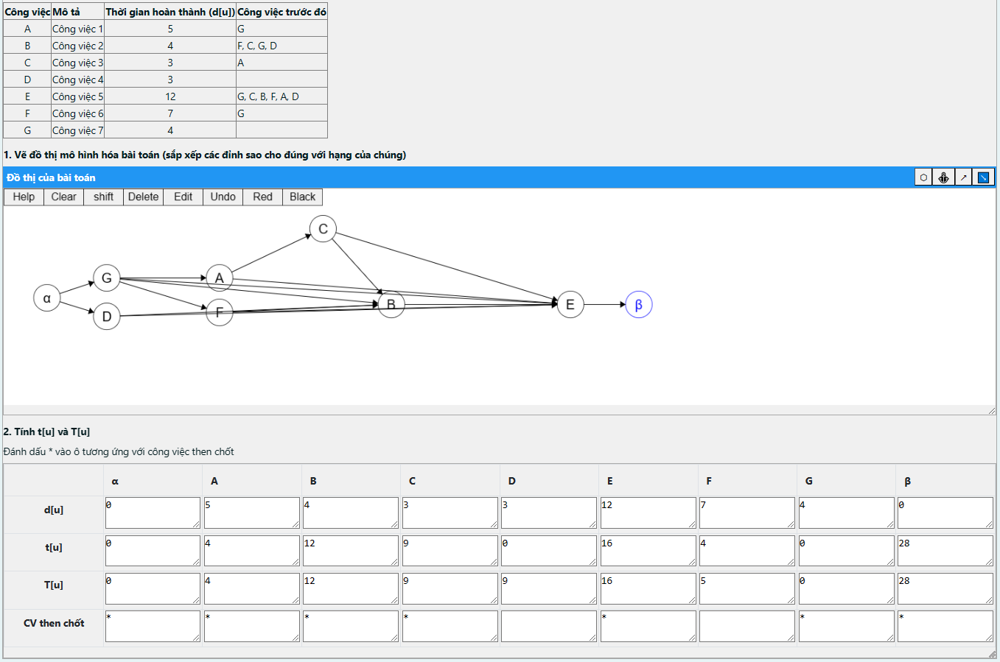 Công việc Mô tả Thời gian hoàn thành (d[u]) Công việc trước đó
A Công việc 1 5 G
B Công việc 2 4 F, C, G, D
C Công việc 3 3 A
D Công việc 4 3
E Công việc 5 12 G, C, B, F, A, D
F Công việc 6 7 G
G Công việc 7 4
1. Vẽ đồ thị mô hình hóa bài toán (sắp xếp các đỉnh sao cho đúng với hạng của chúng)
Đồ thị của bài toán
Help Clear shift Delete Edit Undo Red Black
C
G A
α
B E β
D F
2. Tính t[u] và T[u]
Đánh dấu * vào ô tương ứng với công việc then chốt
α A B C D E F G β
d[u] 0 5 4 3 3 12 7 4 0
t[u] 0 4 12 9 0 16 4 0 28
T[u] 0 4 12 9 9 16 5 0 28
CV then chốt * * * * * * *